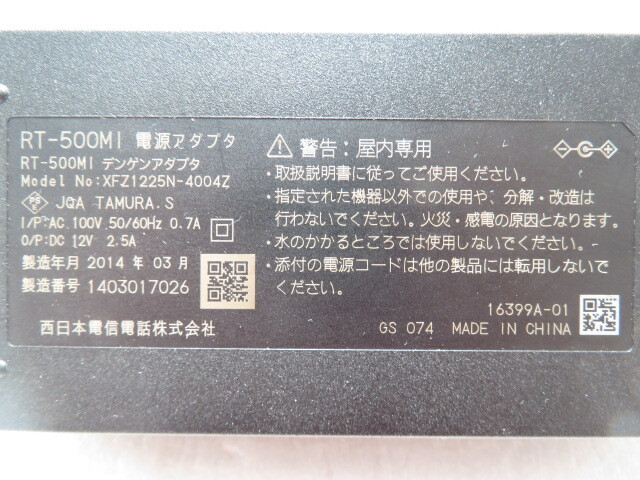 RT-500MI 電源アダプタ
RT-500MI デンゲンアダプタ
Model No:XFZ1225N-4004Z
PS E JQA TAMURA.S
I/P:AC 100V 50/60Hz 0.7A
O/P:DC 12V 2.5A
製造年月 2014 年 03 月
製造番号 1403017026
西日本電信電話株式会社
警告:屋内専用
・取扱説明書に従ってご使用ください。
・指定された機器以外での使用や、分解・改造は
行わないでください。火災・感電の原因となります。
・水のかかるところでは使用しないでください。
・添付の電源コードは他の製品には転用しないで
ください。
16399A-01
GS 074 MADE IN CHINA